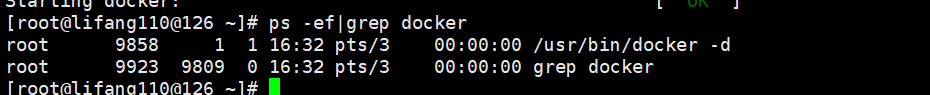 Starting docker: [ OK ]
[root@lifang110@126 ~]# ps -ef|grep docker
root 9858 1 1 16:32 pts/3 00:00:00 /usr/bin/docker -d
root 9923 9809 0 16:32 pts/3 00:00:00 grep docker
[root@lifang110@126 ~]#